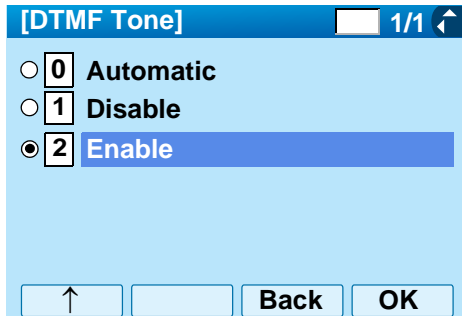 [DTMF Tone] 1/1
0 Automatic
1 Disable
2 Enable
↑ Back OK